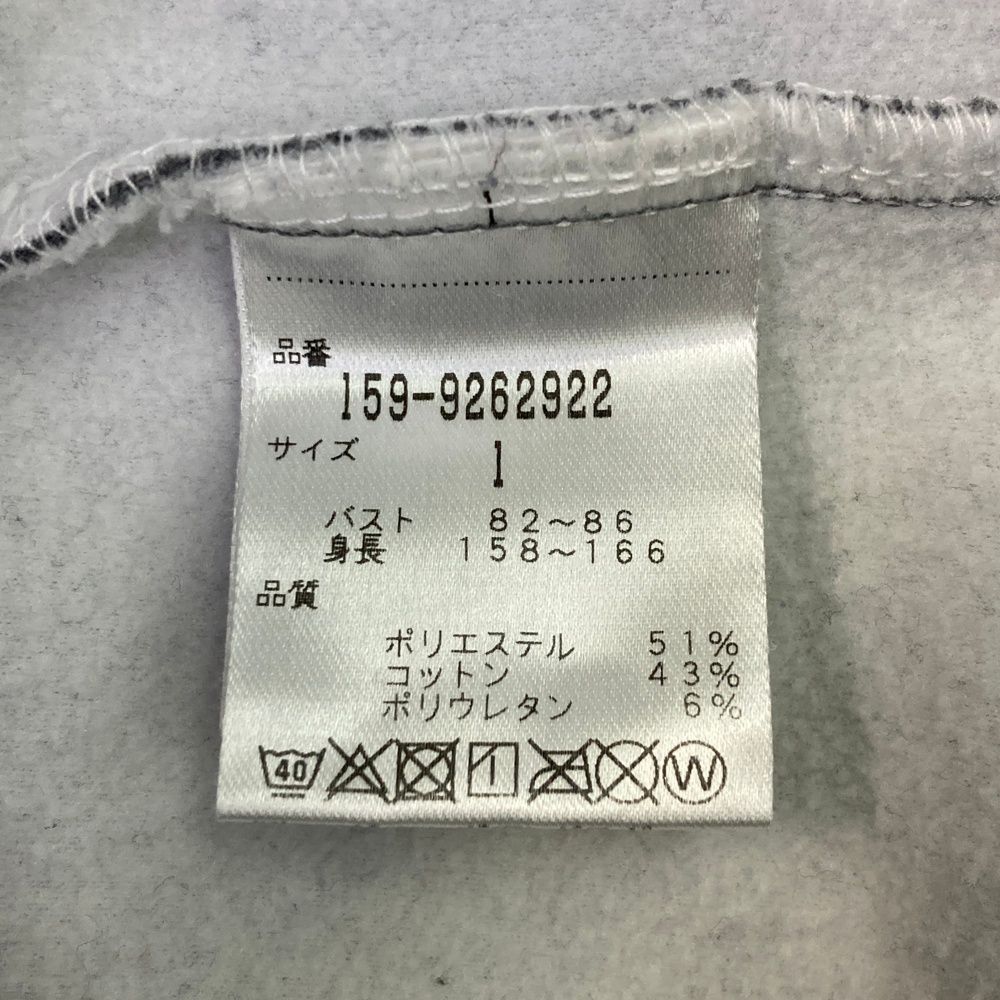 品番
159-9262922
サイズ
1
バスト 82～86
身長 158～166
品質
ポリエステル 51%
コットン 43%
ポリウレタン 6%
40
W